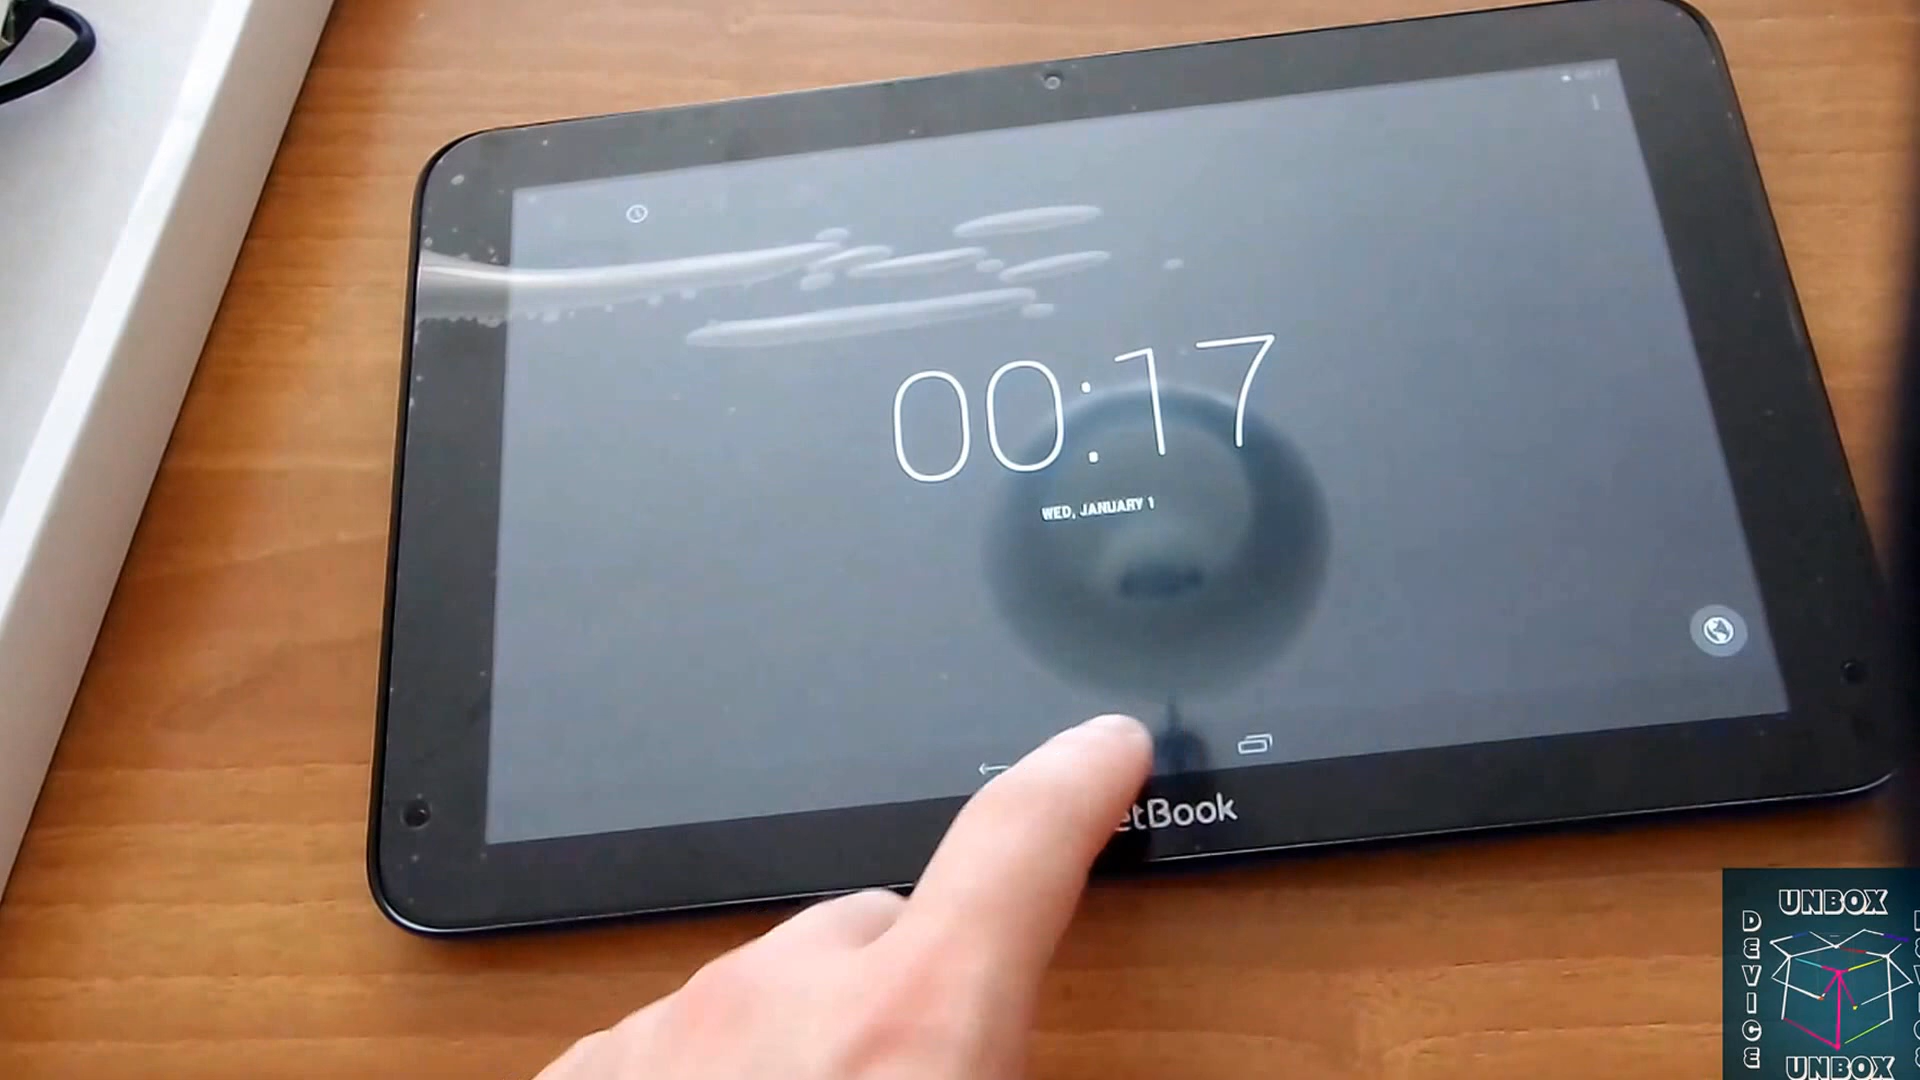 00:17
WED, JANUARY 1
etBook
UNBOX
DEVICE
UNBOX